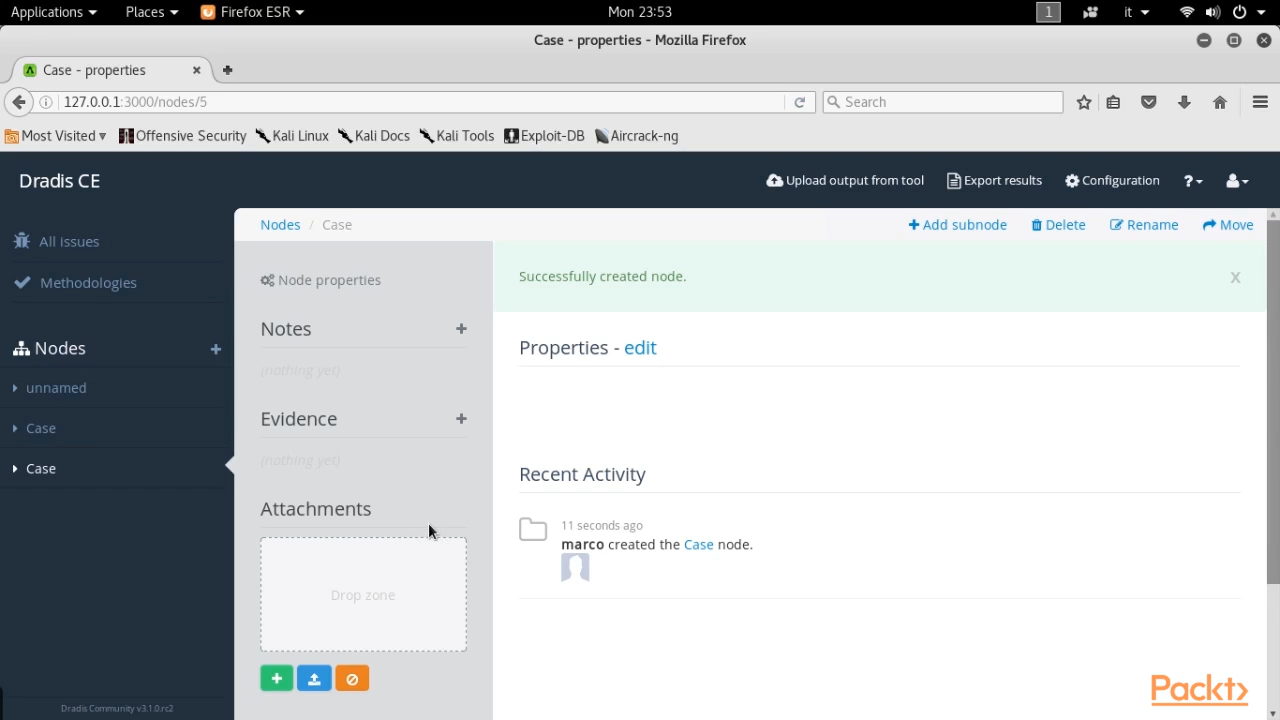 Applications Places Firefox ESR Mon 23:53 1 it
Case - properties - Mozilla Firefox
Case - properties
127.0.0.1:3000/nodes/5 Search
Most Visited Offensive Security Kali Linux Kali Docs Kali Tools Exploit-DB Aircrack-ng
Dradis CE Upload output from tool Export results Configuration ?
Nodes / Case Add subnode Delete Rename Move
All issues
Methodologies
Nodes
unnamed
Case
Case
Dradis Community v3.1.0.rc2
Node properties
Notes
(nothing yet)
Evidence
(nothing yet)
Attachments
Drop zone
Successfully created node. x
Properties - edit
Recent Activity
11 seconds ago
marco created the Case node.
Packt>